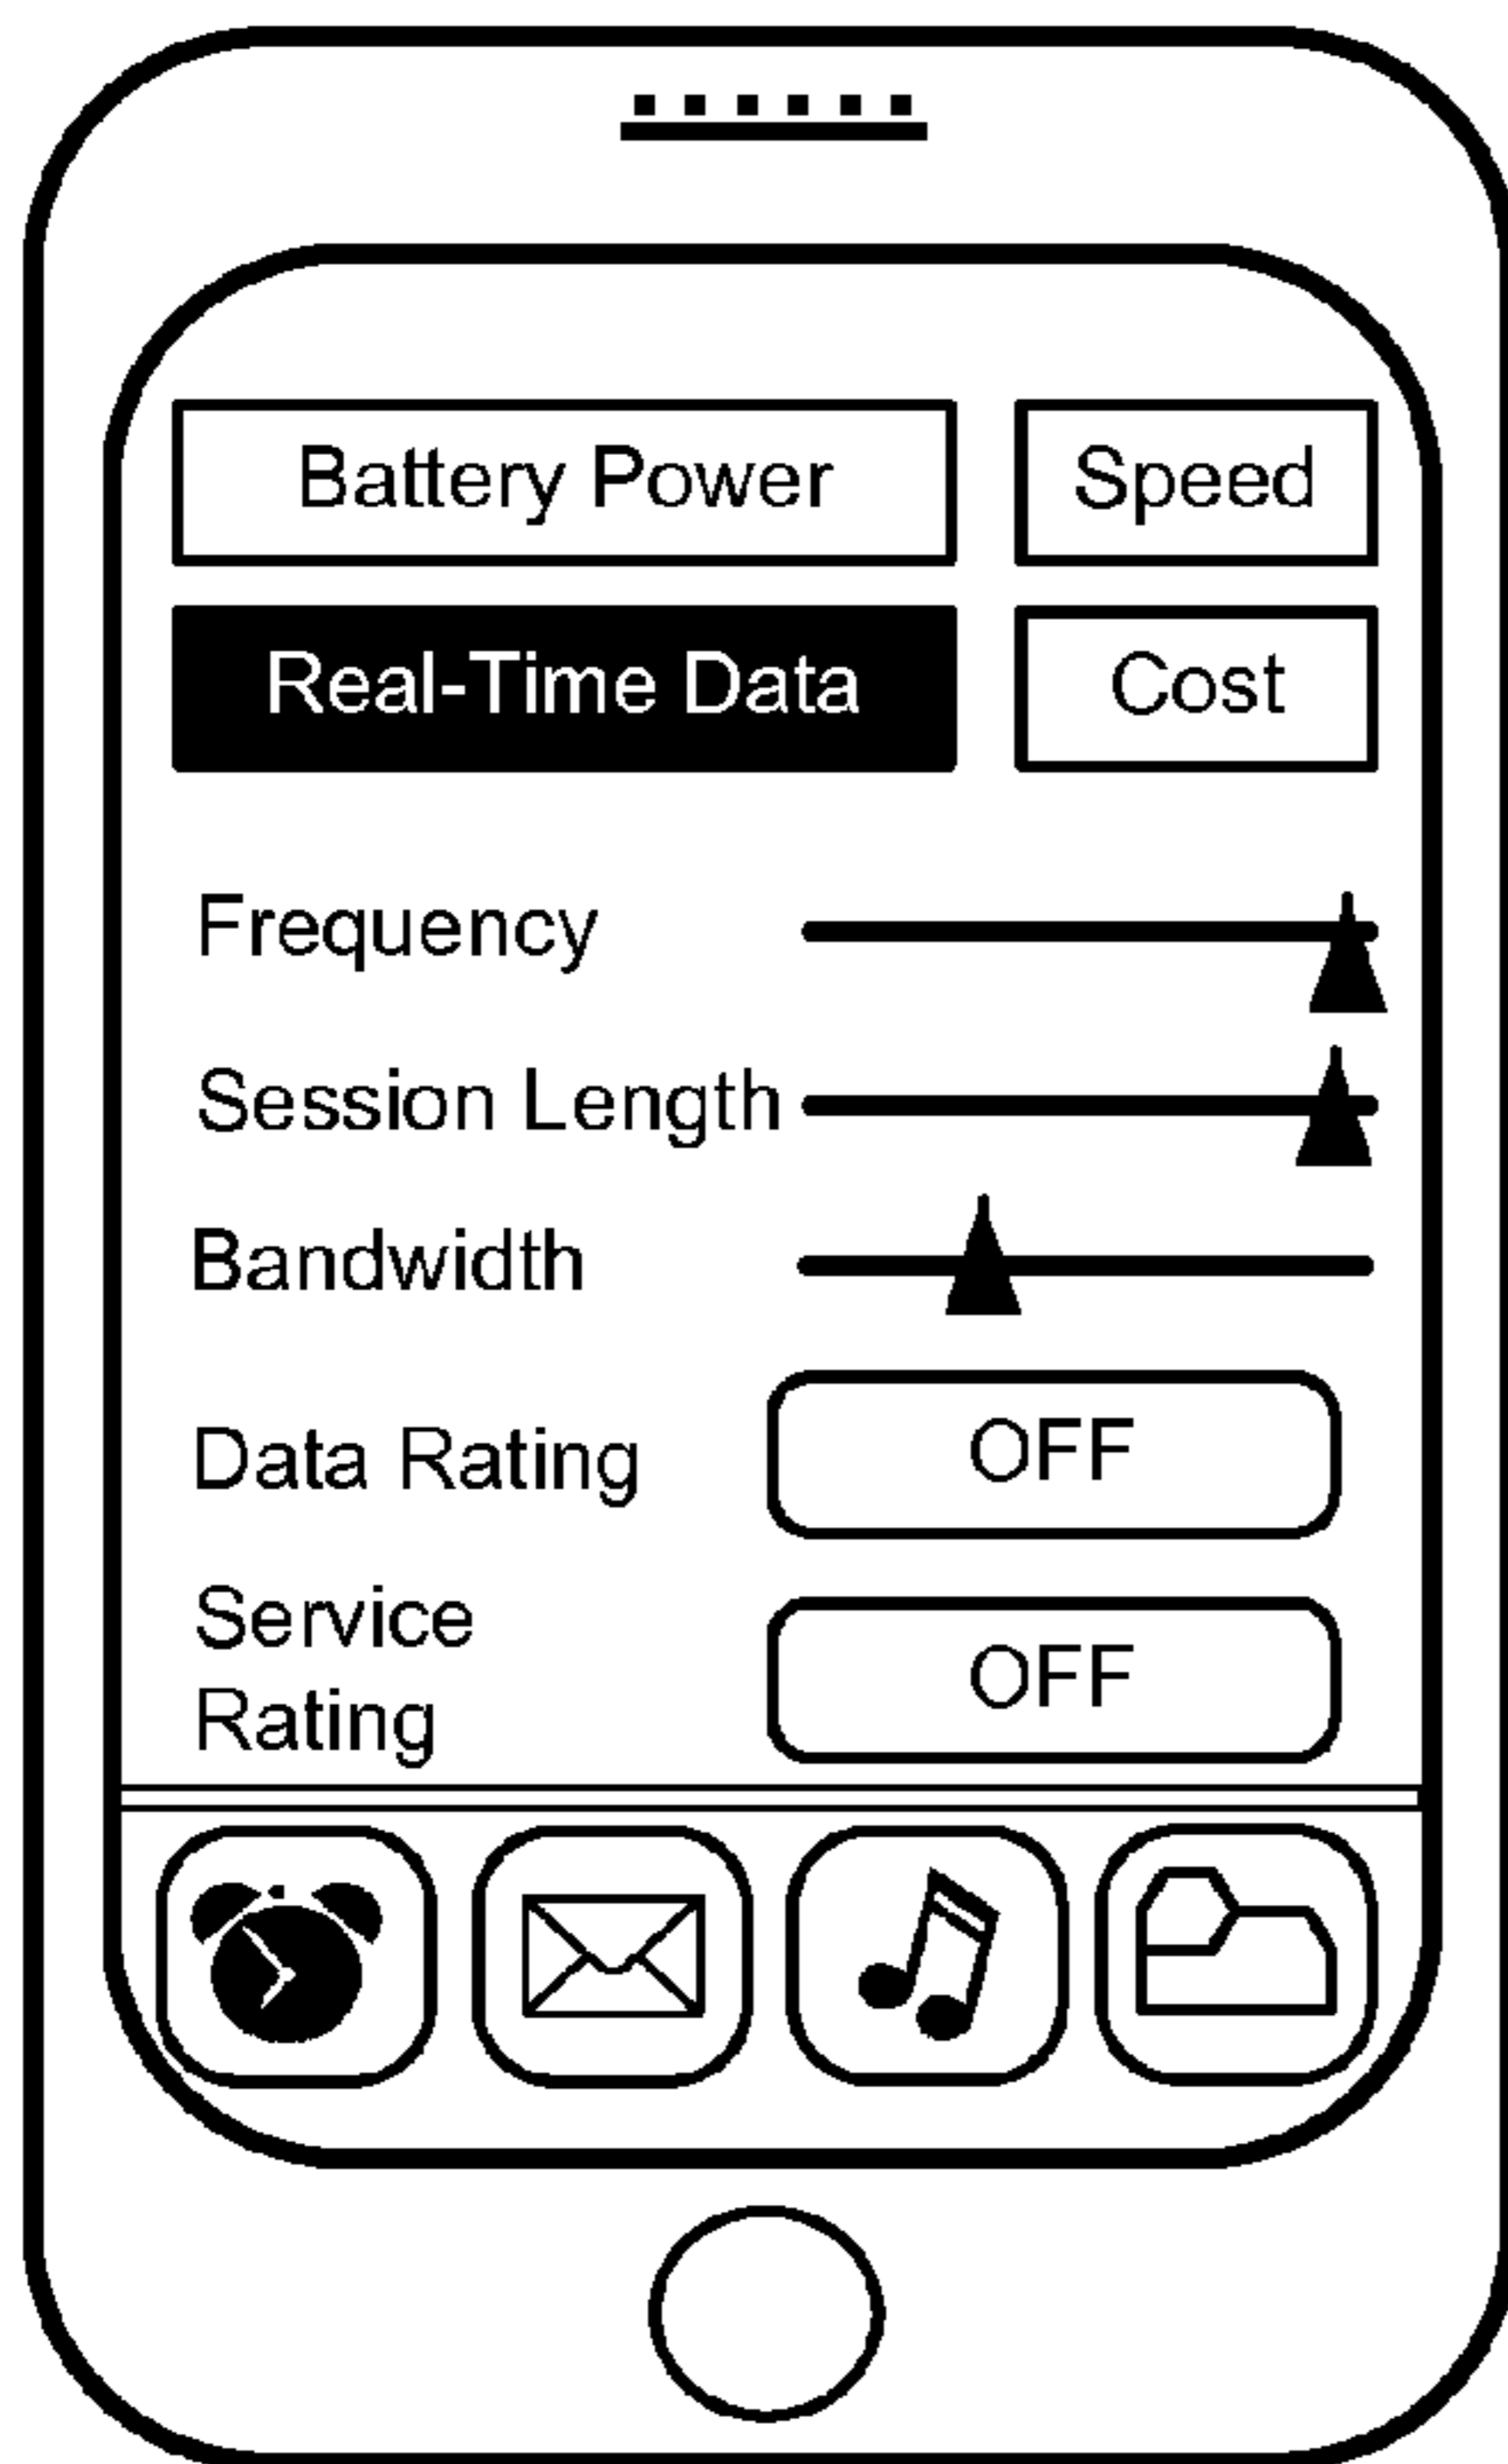 Battery Power
Speed
Real-Time Data
Cost
Frequency
Session Length
Bandwidth
Data Rating
OFF
Service
Rating
OFF